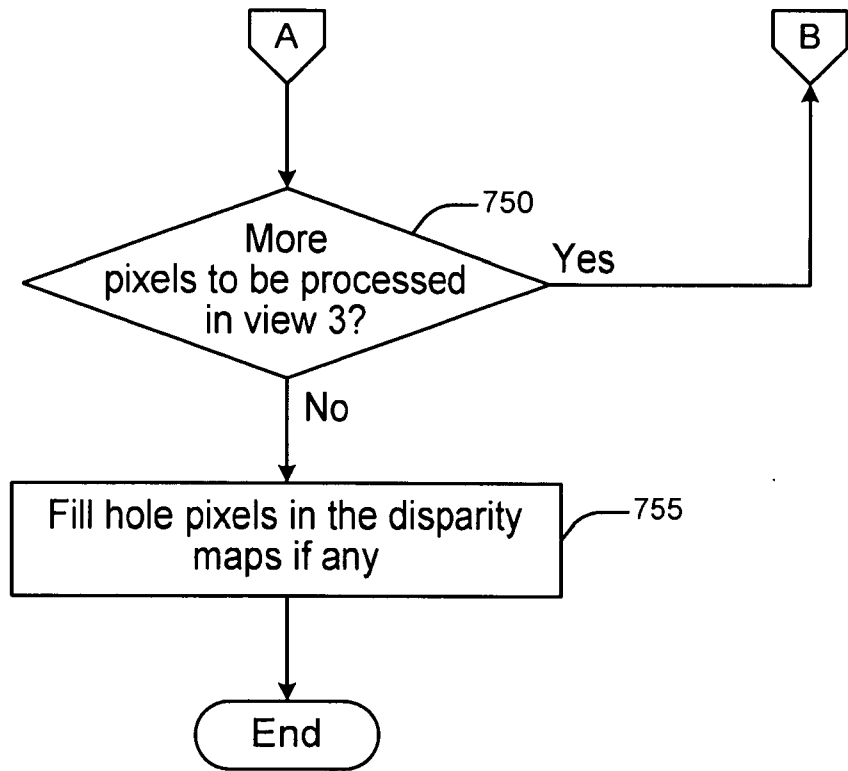 A
B
750
More
pixels to be processed
in view 3?
Yes
No
Fill hole pixels in the disparity
maps if any
755
End